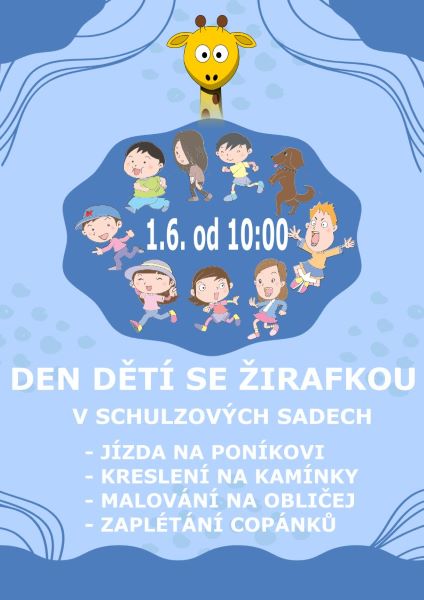 1.6. od 10:00
DEN DĚTÍ SE ŽIRAFKOU
V SCHULZOVÝCH SADECH
- JÍZDA NA PONÍKOVI
- KRESLENÍ NA KAMÍNKY
- MALOVÁNÍ NA OBLIČEJ
- ZAPLÉTÁNÍ COPÁNKŮ